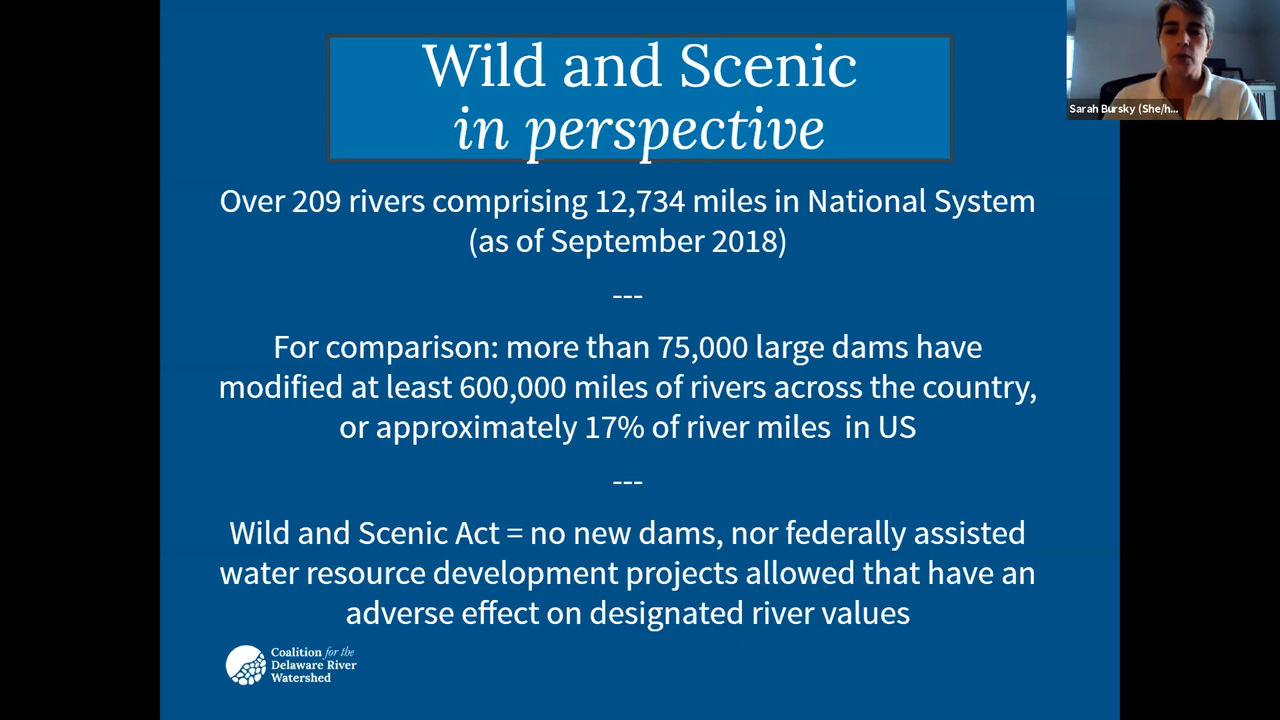 Wild and Scenic
in perspective
Sarah Bursky (She/h...
Over 209 rivers comprising 12,734 miles in National System
(as of September 2018)
---
For comparison: more than 75,000 large dams have
modified at least 600,000 miles of rivers across the country,
or approximately 17% of river miles  in US
---
Wild and Scenic Act = no new dams, nor federally assisted
water resource development projects allowed that have an
adverse effect on designated river values
Coalition for the
Delaware River
Watershed